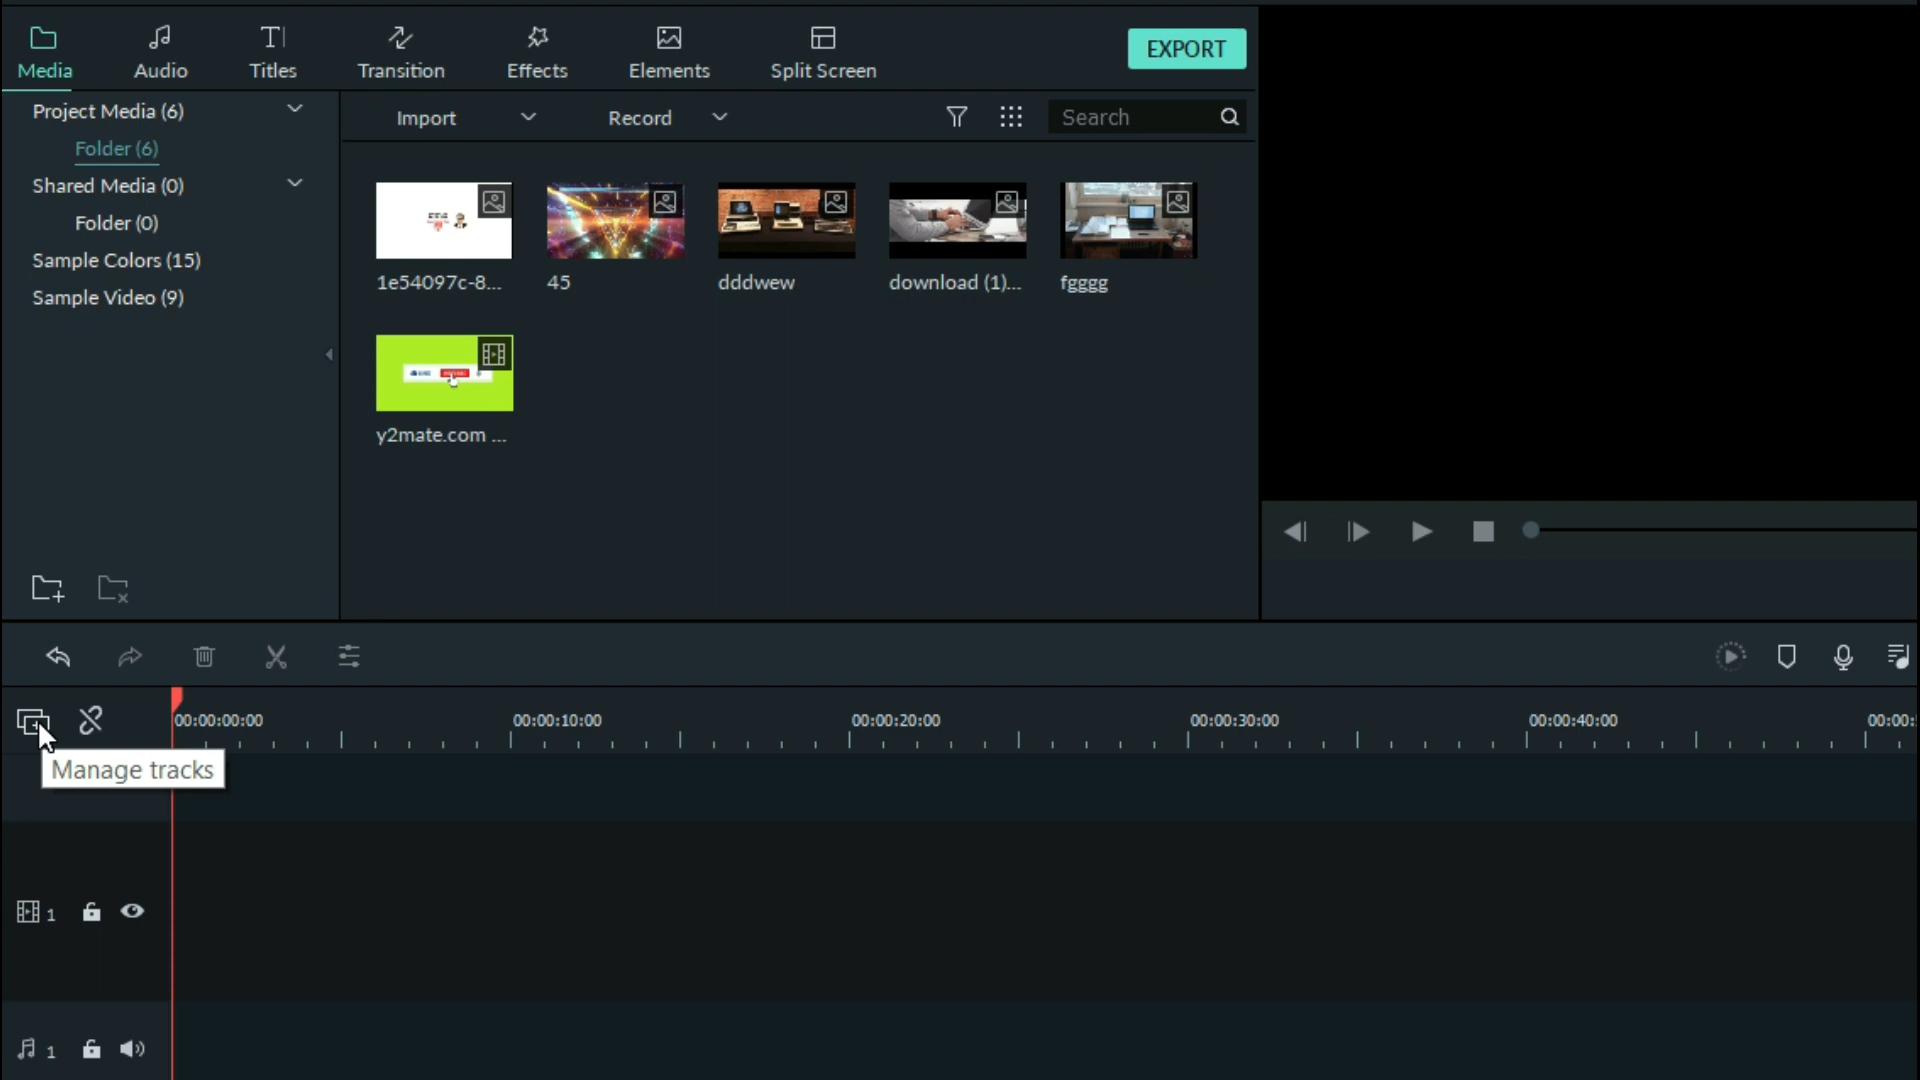 Media Audio Titles Transition Effects Elements Split Screen EXPORT
Project Media (6)
Folder (6)
Shared Media (0)
Folder (0)
Sample Colors (15)
Sample Video (9)
Import Record Search
1e54097c-8... 45 dddwew download (1)... fgggg
y2mate.com ...
00:00:00:00 00:00:10:00 00:00:20:00 00:00:30:00 00:00:40:00 00:00:
Manage tracks
1
1